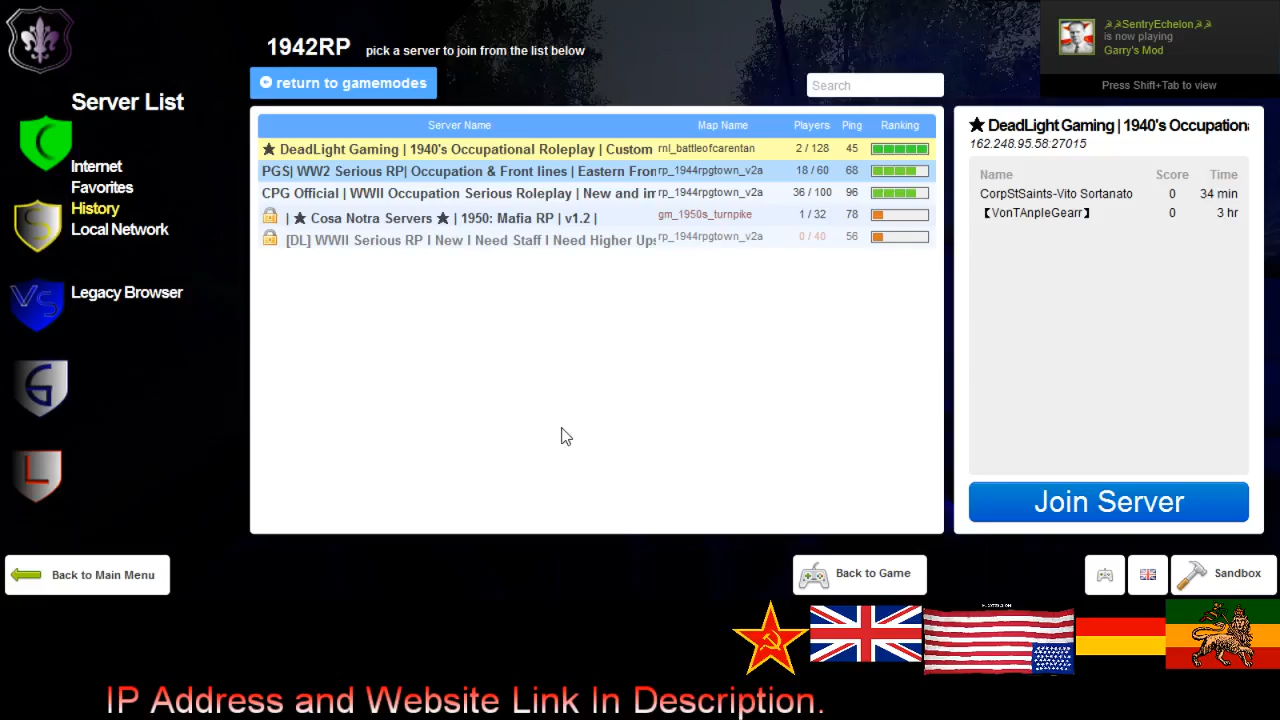 ☭☭SentryEchelon☭☭
is now playing
Garry's Mod
Press Shift+Tab to view
1942RP pick a server to join from the list below
return to gamemodes
Search
Server List
Internet
Favorites
History
Local Network
Legacy Browser
VS
G
L
Server Name Map Name Players Ping Ranking
★ DeadLight Gaming | 1940's Occupational Roleplay | Custom rnl_battleofcarentan 2 / 128 45
PGS| WW2 Serious RP| Occupation & Front lines | Eastern Fron rp_1944rpgtown_v2a 18 / 60 68
CPG Official | WWII Occupation Serious Roleplay | New and im rp_1944rpgtown_v2a 36 / 100 96
| ★ Cosa Notra Servers ★ | 1950: Mafia RP | v1.2 | gm_1950s_turnpike 1 / 32 78
[DL] WWII Serious RP I New I Need Staff I Need Higher Ups rp_1944rpgtown_v2a 0 / 40 56
★ DeadLight Gaming | 1940's Occupationa
162.248.95.58:27015
Name Score Time
CorpStSaints-Vito Sortanato 0 34 min
【VonTAnpleGearr】 0 3 hr
Join Server
Back to Main Menu
Back to Game
Sandbox
IP Address and Website Link In Description.